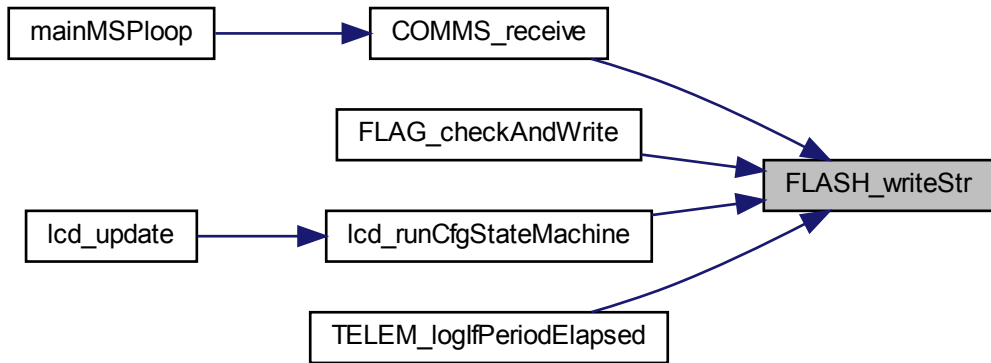 mainMSPloop
COMMS_receive
FLAG_checkAndWrite
FLASH_writeStr
lcd_update
lcd_runCfgStateMachine
TELEM_logIfPeriodElapsed